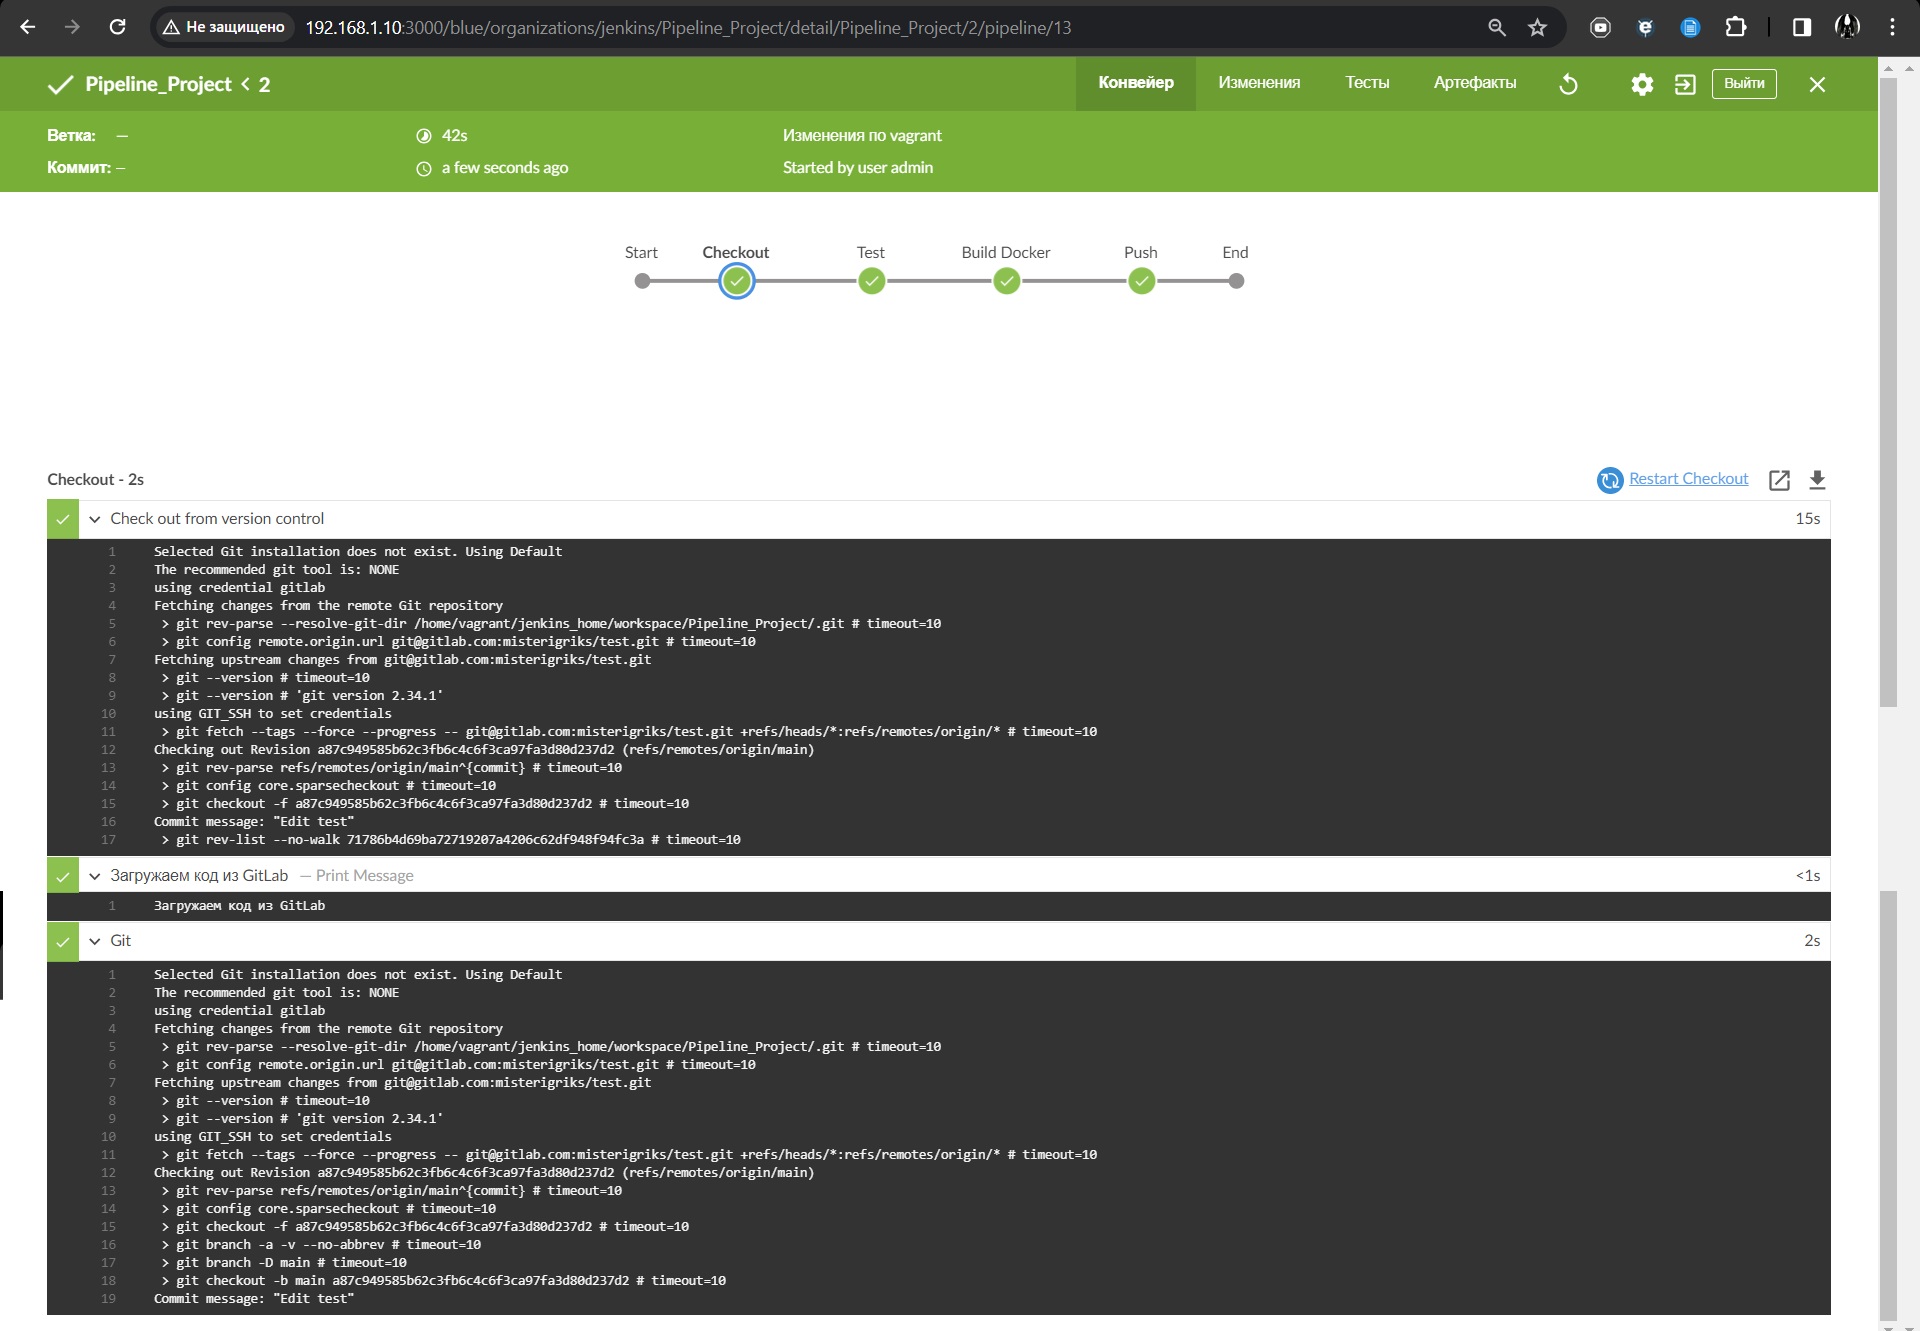 Не защищено 192.168.1.10:3000/blue/organizations/jenkins/Pipeline_Project/detail/Pipeline_Project/2/pipeline/13
Pipeline_Project < 2 Конвейер Изменения Тесты Артефакты Выйти
Ветка: — 42s Изменения по vagrant
Коммит: — a few seconds ago Started by user admin
Start Checkout Test Build Docker Push End
Checkout - 2s Restart Checkout
Check out from version control 15s
1 Selected Git installation does not exist. Using Default
2 The recommended git tool is: NONE
3 using credential gitlab
4 Fetching changes from the remote Git repository
5 > git rev-parse --resolve-git-dir /home/vagrant/jenkins_home/workspace/Pipeline_Project/.git # timeout=10
6 > git config remote.origin.url git@gitlab.com:misterigriks/test.git # timeout=10
7 Fetching upstream changes from git@gitlab.com:misterigriks/test.git
8 > git --version # timeout=10
9 > git --version # 'git version 2.34.1'
10 using GIT_SSH to set credentials
11 > git fetch --tags --force --progress -- git@gitlab.com:misterigriks/test.git +refs/heads/*:refs/remotes/origin/* # timeout=10
12 Checking out Revision a87c949585b62c3fb6c4c6f3ca97fa3d80d237d2 (refs/remotes/origin/main)
13 > git rev-parse refs/remotes/origin/main^{commit} # timeout=10
14 > git config core.sparsecheckout # timeout=10
15 > git checkout -f a87c949585b62c3fb6c4c6f3ca97fa3d80d237d2 # timeout=10
16 Commit message: "Edit test"
17 > git rev-list --no-walk 71786b4d69ba72719207a4206c62df948f94fc3a # timeout=10
Загружаем код из GitLab — Print Message <1s
1 Загружаем код из GitLab
Git 2s
1 Selected Git installation does not exist. Using Default
2 The recommended git tool is: NONE
3 using credential gitlab
4 Fetching changes from the remote Git repository
5 > git rev-parse --resolve-git-dir /home/vagrant/jenkins_home/workspace/Pipeline_Project/.git # timeout=10
6 > git config remote.origin.url git@gitlab.com:misterigriks/test.git # timeout=10
7 Fetching upstream changes from git@gitlab.com:misterigriks/test.git
8 > git --version # timeout=10
9 > git --version # 'git version 2.34.1'
10 using GIT_SSH to set credentials
11 > git fetch --tags --force --progress -- git@gitlab.com:misterigriks/test.git +refs/heads/*:refs/remotes/origin/* # timeout=10
12 Checking out Revision a87c949585b62c3fb6c4c6f3ca97fa3d80d237d2 (refs/remotes/origin/main)
13 > git rev-parse refs/remotes/origin/main^{commit} # timeout=10
14 > git config core.sparsecheckout # timeout=10
15 > git checkout -f a87c949585b62c3fb6c4c6f3ca97fa3d80d237d2 # timeout=10
16 > git branch -a -v --no-abbrev # timeout=10
17 > git branch -D main # timeout=10
18 > git checkout -b main a87c949585b62c3fb6c4c6f3ca97fa3d80d237d2 # timeout=10
19 Commit message: "Edit test"